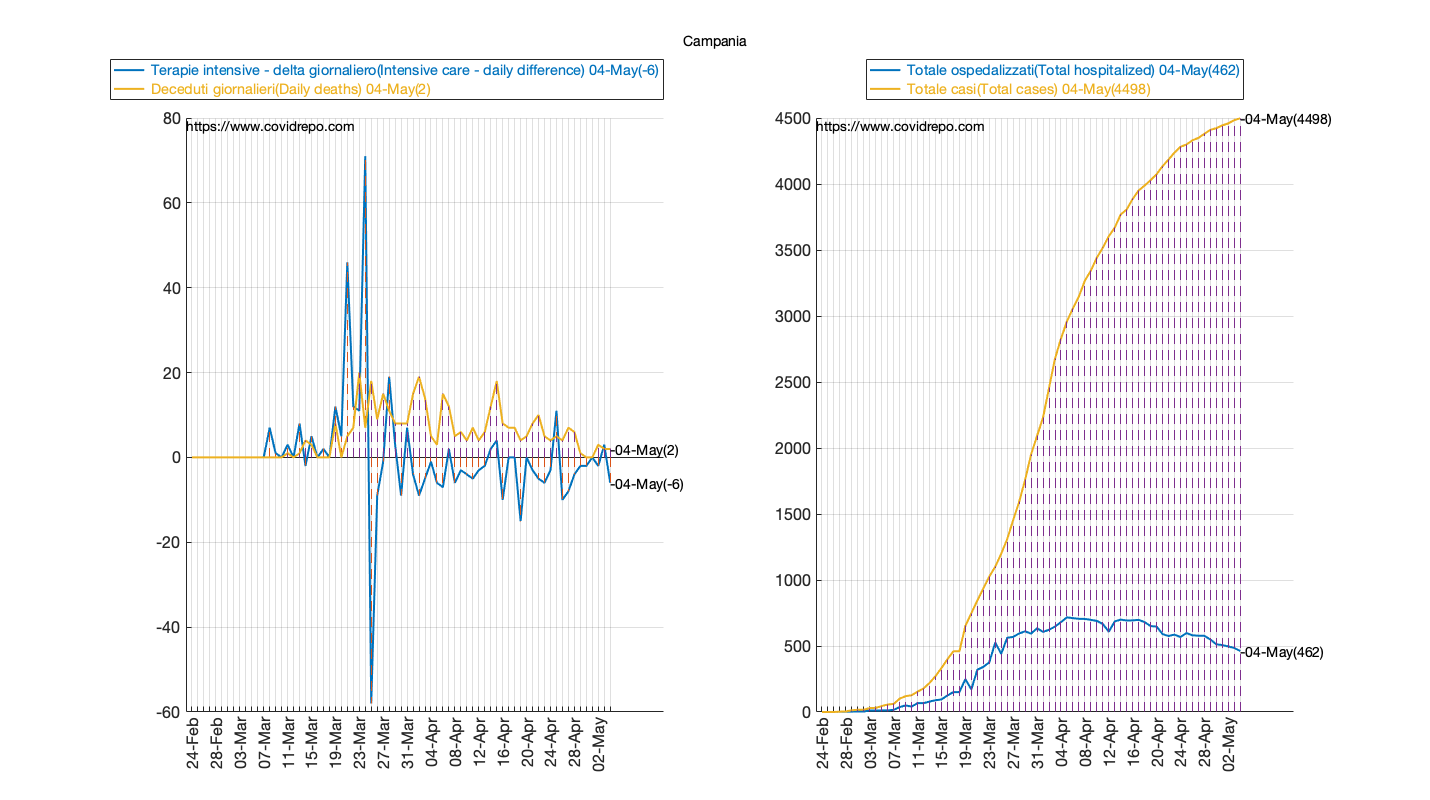 Campania
Terapie intensive - delta giornaliero(Intensive care - daily difference) 04-May(-6)
Deceduti giornalieri(Daily deaths) 04-May(2)
https://www.covidrepo.com
80
60
40
20
0
-20
-40
-60
-04-May(2)
-04-May(-6)
24-Feb
28-Feb
03-Mar
07-Mar
11-Mar
15-Mar
19-Mar
23-Mar
27-Mar
31-Mar
04-Apr
08-Apr
12-Apr
16-Apr
20-Apr
24-Apr
28-Apr
02-May
Totale ospedalizzati(Total hospitalized) 04-May(462)
Totale casi(Total cases) 04-May(4498)
https://www.covidrepo.com
4500
4000
3500
3000
2500
2000
1500
1000
500
0
-04-May(4498)
-04-May(462)
24-Feb
28-Feb
03-Mar
07-Mar
11-Mar
15-Mar
19-Mar
23-Mar
27-Mar
31-Mar
04-Apr
08-Apr
12-Apr
16-Apr
20-Apr
24-Apr
28-Apr
02-May